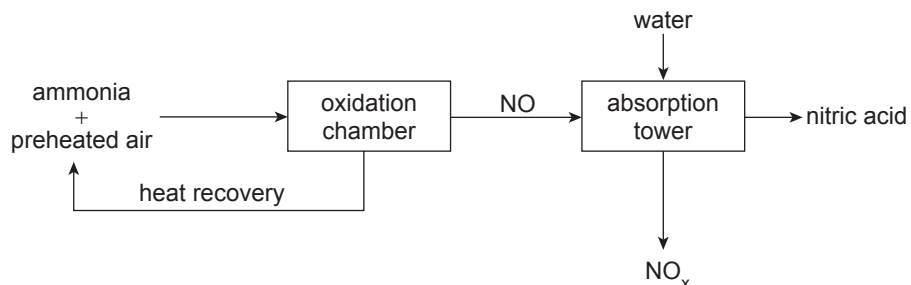 water
ammonia
+
preheated air
oxidation
chamber
NO
absorption
tower
nitric acid
heat recovery
NOₓ